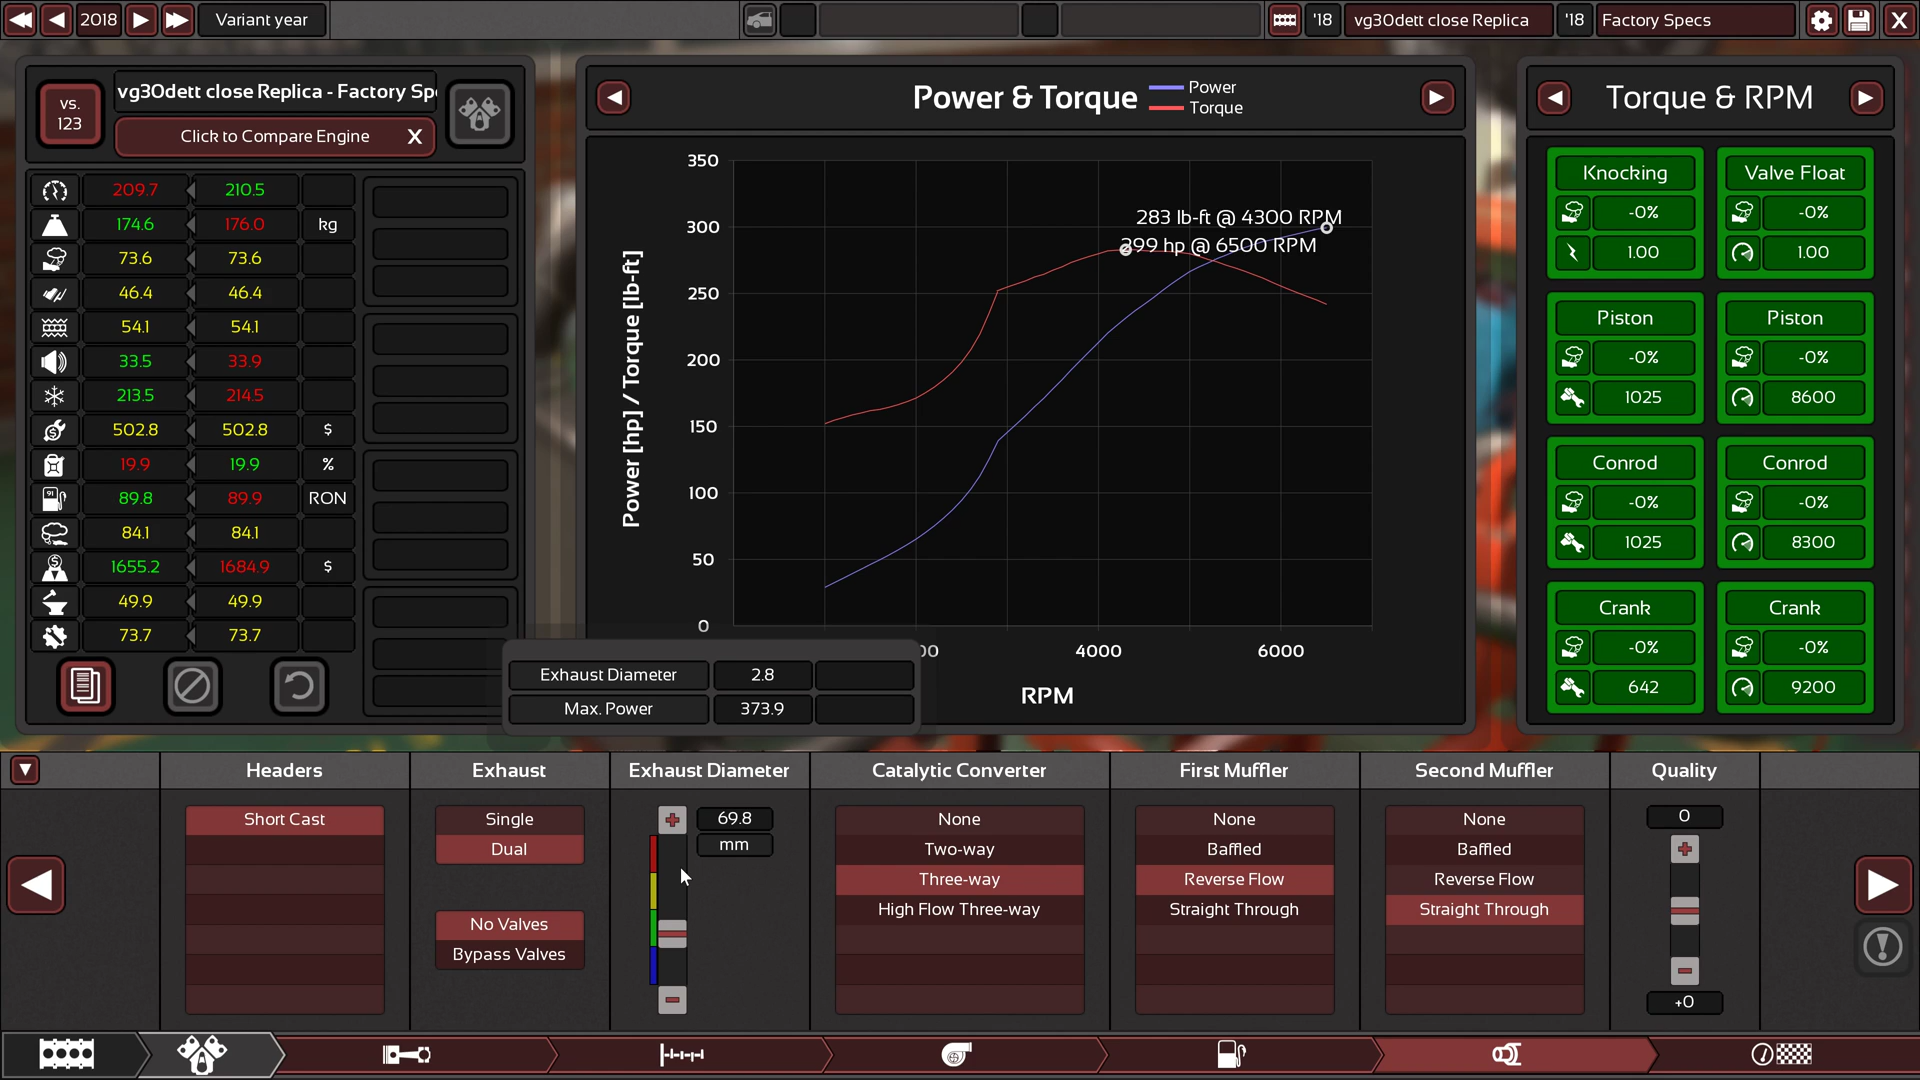 2018
Variant year
'18
vg30dett close Replica
'18
Factory Specs
X
vs.
123
vg30dett close Replica - Factory Spe
Click to Compare Engine X
209.7 210.5
174.6 176.0 kg
73.6 73.6
46.4 46.4
54.1 54.1
33.5 33.9
213.5 214.5
502.8 502.8 $
19.9 19.9 %
89.8 89.9 RON
84.1 84.1
1655.2 1684.9 $
49.9 49.9
73.7 73.7
Power & Torque
Power
Torque
350
300
250
200
150
100
50
0
283 lb-ft @ 4300 RPM
299 hp @ 6500 RPM
Power [hp] / Torque [lb-ft]
00 4000 6000
RPM
Exhaust Diameter 2.8
Max. Power 373.9
Torque & RPM
Knocking Valve Float
-0% -0%
1.00 1.00
Piston Piston
-0% -0%
1025 8600
Conrod Conrod
-0% -0%
1025 8300
Crank Crank
-0% -0%
642 9200
Headers
Short Cast
Exhaust
Single
Dual
No Valves
Bypass Valves
Exhaust Diameter
69.8
mm
Catalytic Converter
None
Two-way
Three-way
High Flow Three-way
First Muffler
None
Baffled
Reverse Flow
Straight Through
Second Muffler
None
Baffled
Reverse Flow
Straight Through
Quality
0
+0